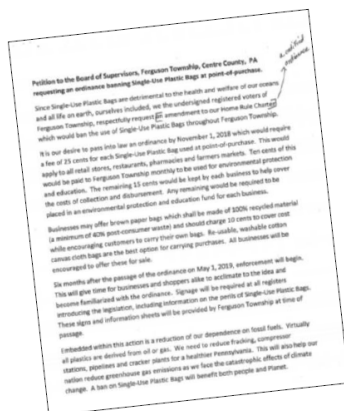 Petition to the Board of Supervisors, Ferguson Township, Centre County, PA
requesting an ordinance banning Single-Use Plastic Bags at point-of-purchase.
a codified
ordinance
Since Single-Use Plastic Bags are detrimental to the health and welfare of our oceans
and all life on earth, ourselves included, we the undersigned registered voters of
Ferguson Township, respectfully request an amendment to our Home Rule Charter
which would ban the use of Single-Use Plastic Bags throughout Ferguson Township.
It is our desire to pass into law an ordinance by November 1, 2018 which would require
a fee of 25 cents for each Single-Use Plastic Bag used at point-of-purchase. This would
apply to all retail stores, restaurants, pharmacies and farmers markets. Ten cents of this
would be paid to Ferguson Township monthly to be used for environmental protection
and education. The remaining 15 cents would be kept by each business to help cover
the costs of collection and disbursement. Any remaining would be required to be
placed in an environmental protection and education fund for each business.
Businesses may offer brown paper bags which shall be made of 100% recycled material
(a minimum of 40% post-consumer waste) and should charge 10 cents to cover cost
while encouraging customers to carry their own bags. Re-usable, washable cotton
canvas cloth bags are the best option for carrying purchases. All businesses will be
encouraged to offer these for sale.
Six months after the passage of the ordinance on May 1, 2019, enforcement will begin.
This will give time for businesses and shoppers alike to acclimate to the idea and
become familiarized with the ordinance. Signage will be required at all registers
introducing the legislation, including information on the perils of Single-Use Plastic Bags.
These signs and information sheets will be provided by Ferguson Township at time of
passage.
Embedded within this action is a reduction of our dependence on fossil fuels. Virtually
all plastics are derived from oil or gas. We need to reduce fracking, compressor
stations, pipelines and cracker plants for a healthier Pennsylvania. This will also help our
nation reduce greenhouse gas emissions as we face the catastrophic effects of climate
change. A ban on Single-Use Plastic Bags will benefit both people and Planet.